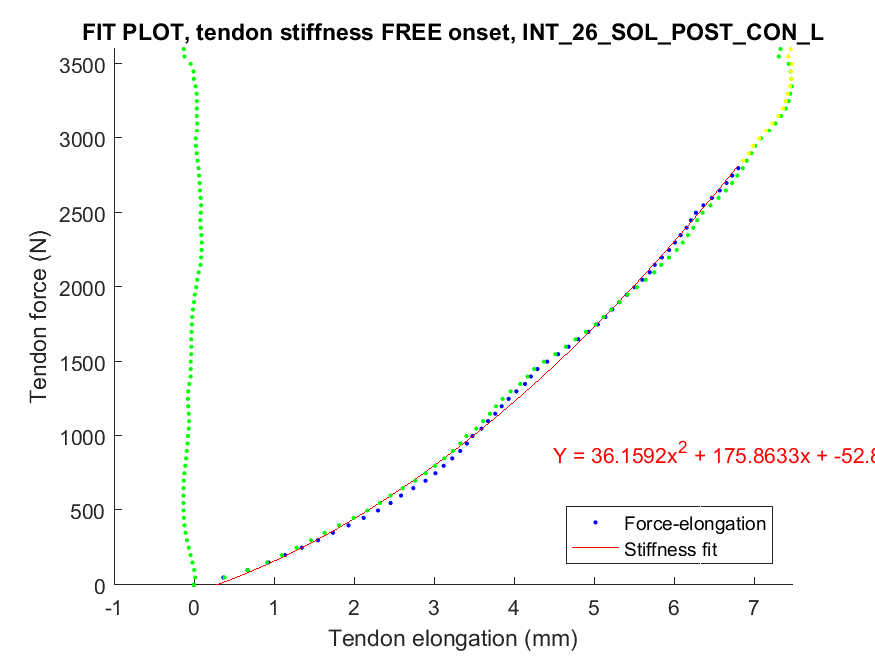 FIT PLOT, tendon stiffness FREE onset, INT_26_SOL_POST_CON_L
3500
3000
2500
2000
1500
1000
500
0
Tendon force (N)
Y = 36.1592x² + 175.8633x + -52.8
Force-elongation
Stiffness fit
-1 0 1 2 3 4 5 6 7
Tendon elongation (mm)